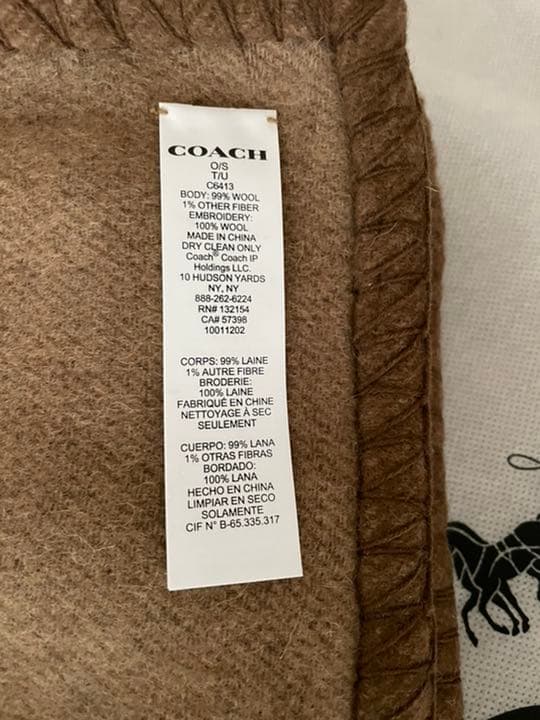 COACH
O/S
T/U
C6413
BODY: 99% WOOL
1% OTHER FIBER
EMBROIDERY:
100% WOOL
MADE IN CHINA
DRY CLEAN ONLY
Coach® Coach IP
Holdings LLC.
10 HUDSON YARDS
NY, NY
888-262-6224
RN# 132154
CA# 57398
10011202
CORPS: 99% LAINE
1% AUTRE FIBRE
BRODERIE:
100% LAINE
FABRIQUÉ EN CHINE
NETTOYAGE À SEC
SEULEMENT
CUERPO: 99% LANA
1% OTRAS FIBRAS
BORDADO:
100% LANA
HECHO EN CHINA
LIMPIAR EN SECO
SOLAMENTE
CIF N° B-65.335.317